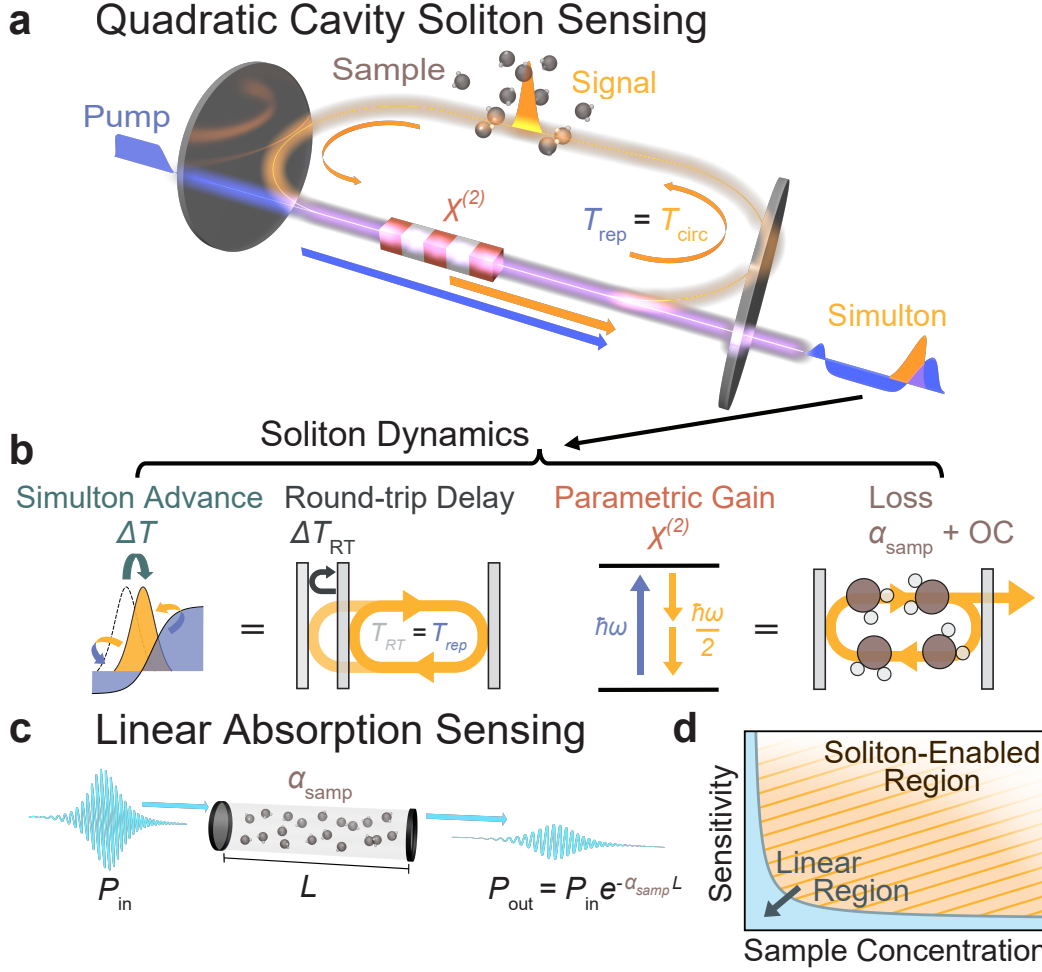 a Quadratic Cavity Soliton Sensing
Sample
Signal
Pump
χ(2)
Trep = Tcirc
Simulton
Soliton Dynamics
b
Simulton Advance
ΔT
=
Round-trip Delay
ΔTRT
TRT = Trep
Parametric Gain
χ(2)
ħω
ħω/2
=
Loss
αsamp + OC
c Linear Absorption Sensing
αsamp
L
Pin
Pout = Pin e-αsamp L
d
Soliton-Enabled
Region
Linear
Region
Sensitivity
Sample Concentration